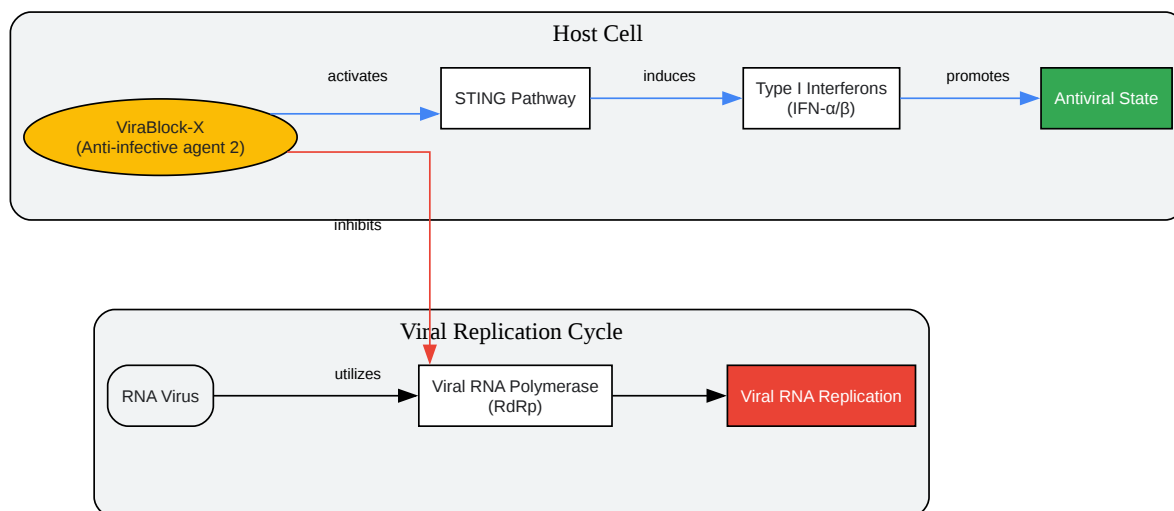 Host Cell
activates
STING Pathway
induces
Type I Interferons
(IFN-α/β)
promotes
Antiviral State
ViraBlock-X
(Anti-infective agent 2)
inhibits
Viral Replication Cycle
RNA Virus
utilizes
Viral RNA Polymerase
(RdRp)
Viral RNA Replication